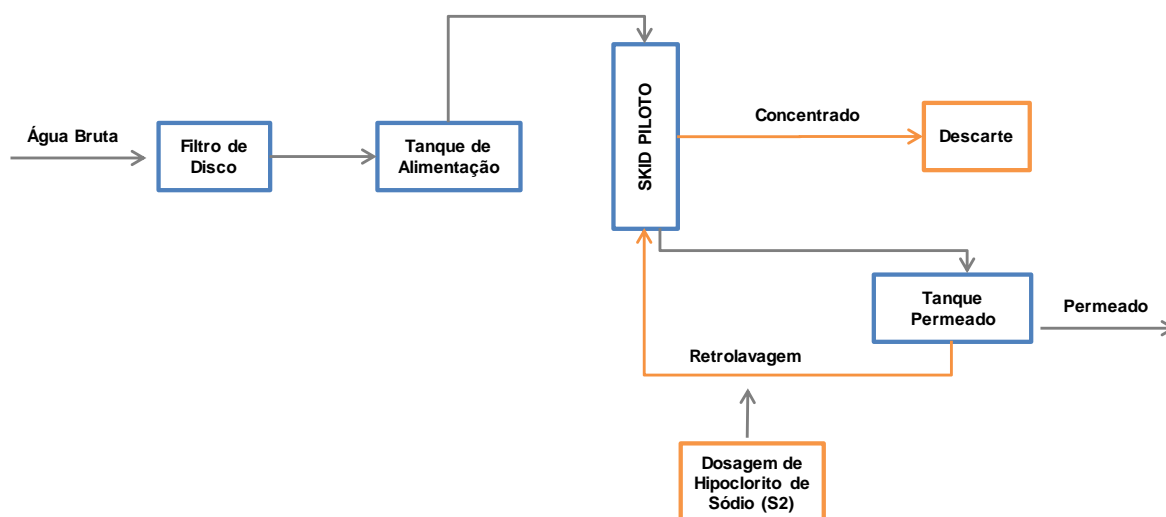 Água Bruta
Filtro de
Disco
Tanque de
Alimentação
SKID PILOTO
Concentrado
Descarte
Tanque
Permeado
Permeado
Retrolavagem
Dosagem de
Hipoclorito de
Sódio (S2)